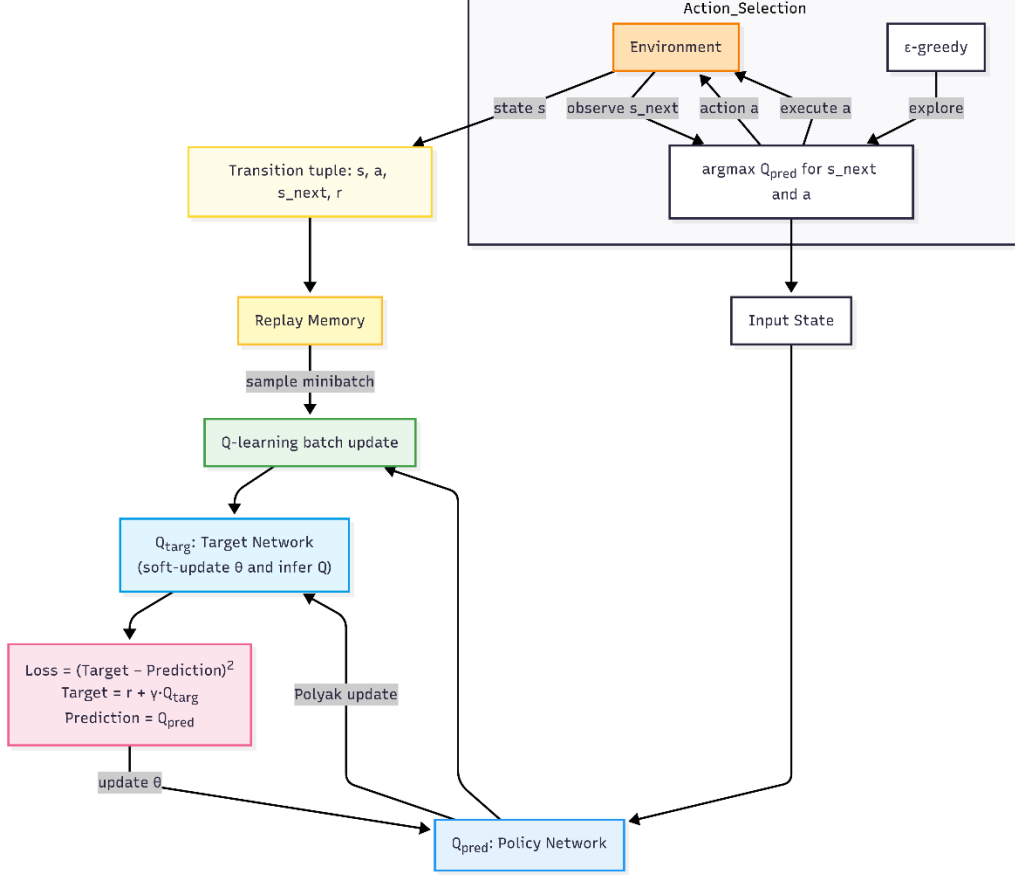 Action_Selection
Environment
ε-greedy
state s
observe s_next
action a
execute a
explore
Transition tuple: s, a,
s_next, r
argmax Qpred for s_next
and a
Replay Memory
Input State
sample minibatch
Q-learning batch update
Qtarg: Target Network
(soft-update θ and infer Q)
Loss = (Target – Prediction)²
Target = r + γ·Qtarg
Prediction = Qpred
Polyak update
update θ
Qpred: Policy Network